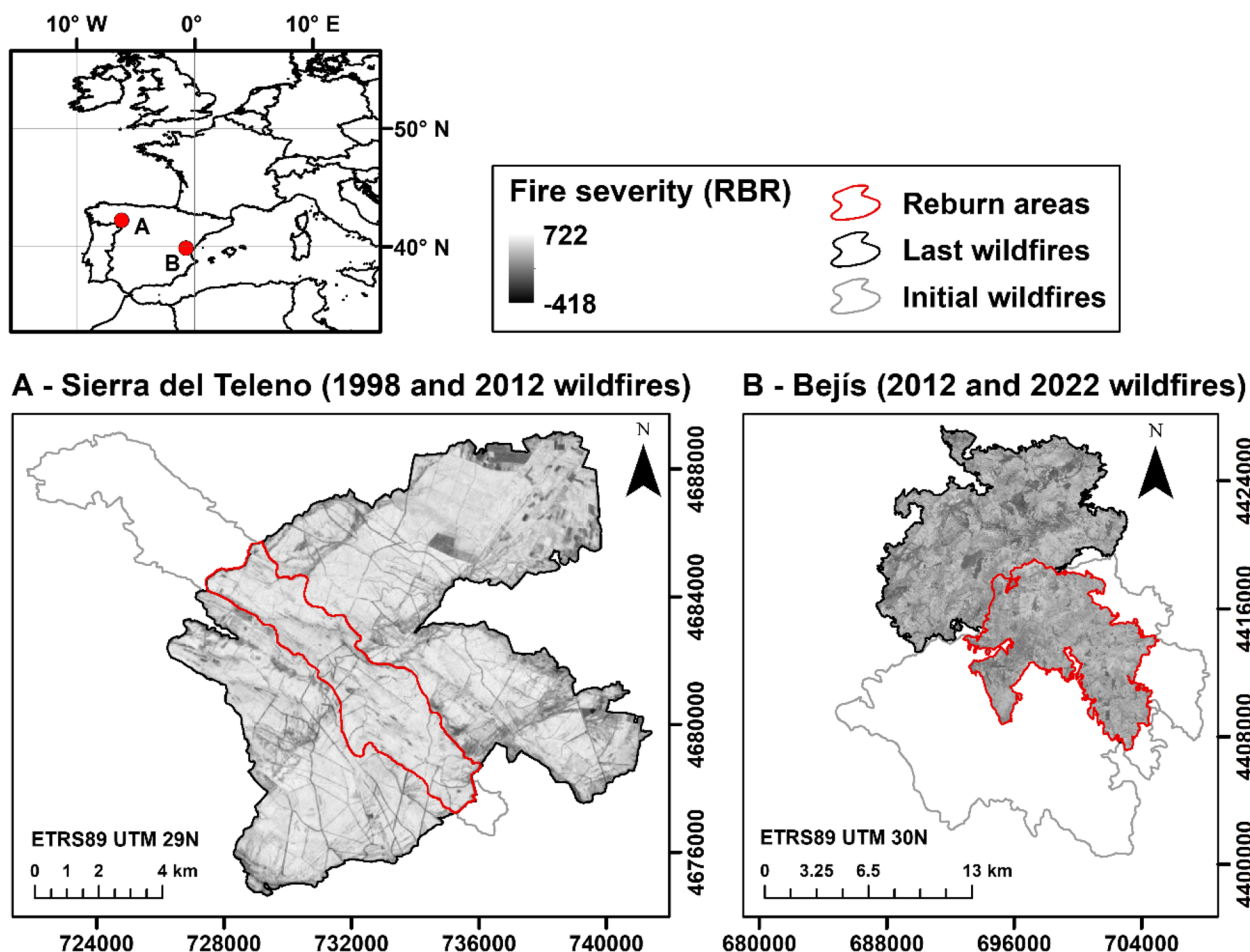 10° W 0° 10° E
50° N
40° N
A
B
Fire severity (RBR)
722
-418
Reburn areas
Last wildfires
Initial wildfires
A - Sierra del Teleno (1998 and 2012 wildfires)
N
4688000
4684000
4680000
4676000
ETRS89 UTM 29N
0 1 2 4 km
724000 728000 732000 736000 740000
B - Bejís (2012 and 2022 wildfires)
N
4424000
4416000
4408000
4400000
ETRS89 UTM 30N
0 3.25 6.5 13 km
680000 688000 696000 704000